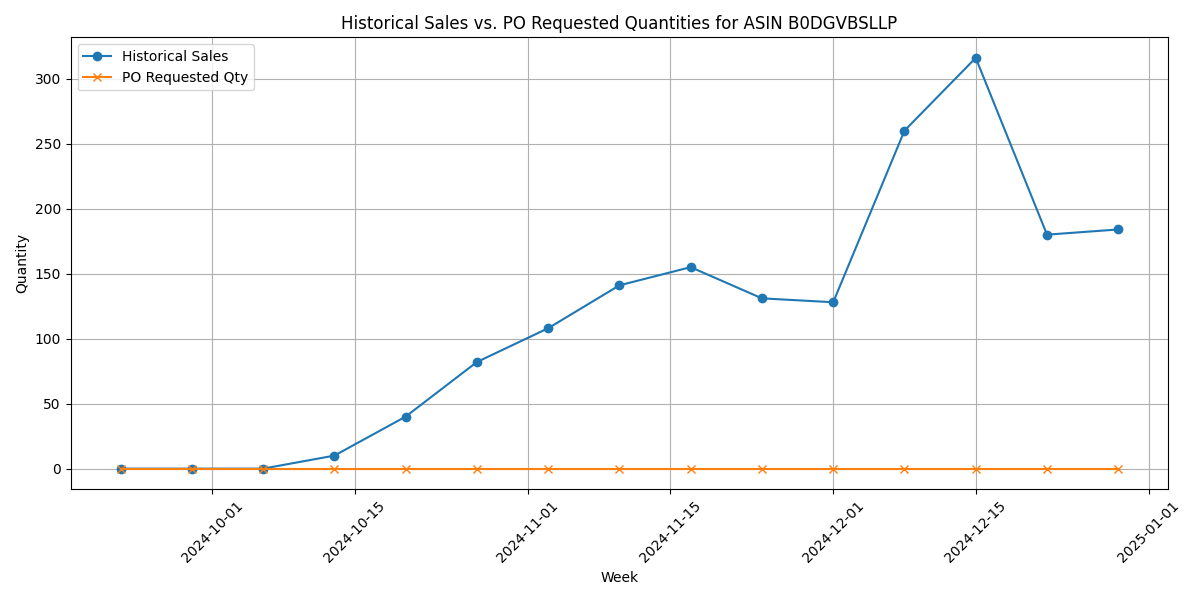 Historical Sales vs. PO Requested Quantities for ASIN B0DGVBSLLP
Historical Sales
PO Requested Qty
300
250
200
150
100
50
0
Quantity
2024-10-01
2024-10-15
2024-11-01
2024-11-15
2024-12-01
2024-12-15
2025-01-01
Week